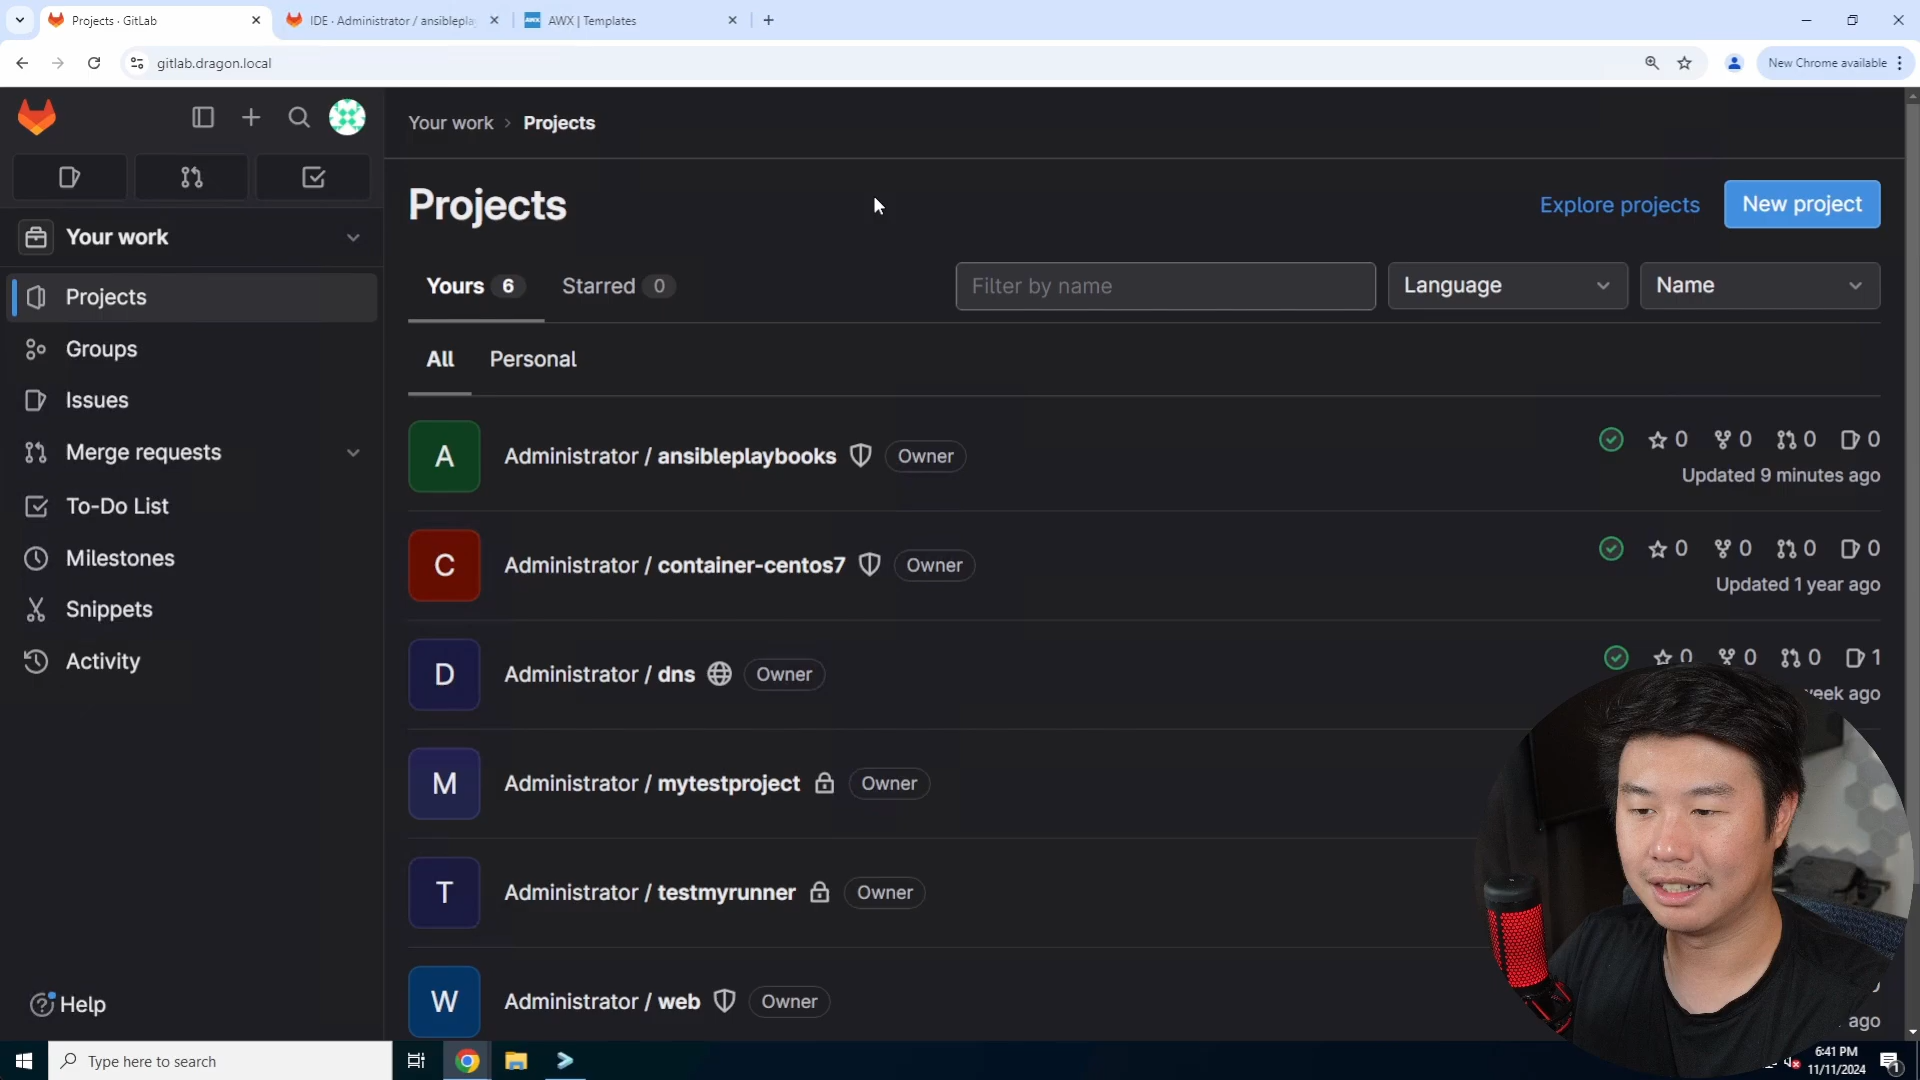 Projects · GitLab
IDE · Administrator / ansiblepla
AWX | Templates
gitlab.dragon.local
New Chrome available
Your work › Projects
Projects
Explore projects
New project
Your work
Yours 6
Starred 0
Filter by name
Language
Name
Projects
Groups
Issues
Merge requests
To-Do List
Milestones
Snippets
Activity
Help
All
Personal
A
Administrator / ansibleplaybooks
Owner
0 0 0 0
Updated 9 minutes ago
C
Administrator / container-centos7
Owner
0 0 0 0
Updated 1 year ago
D
Administrator / dns
Owner
0 0 0 1
week ago
M
Administrator / mytestproject
Owner
T
Administrator / testmyrunner
Owner
W
Administrator / web
Owner
ago
Type here to search
6:41 PM
11/11/2024
1